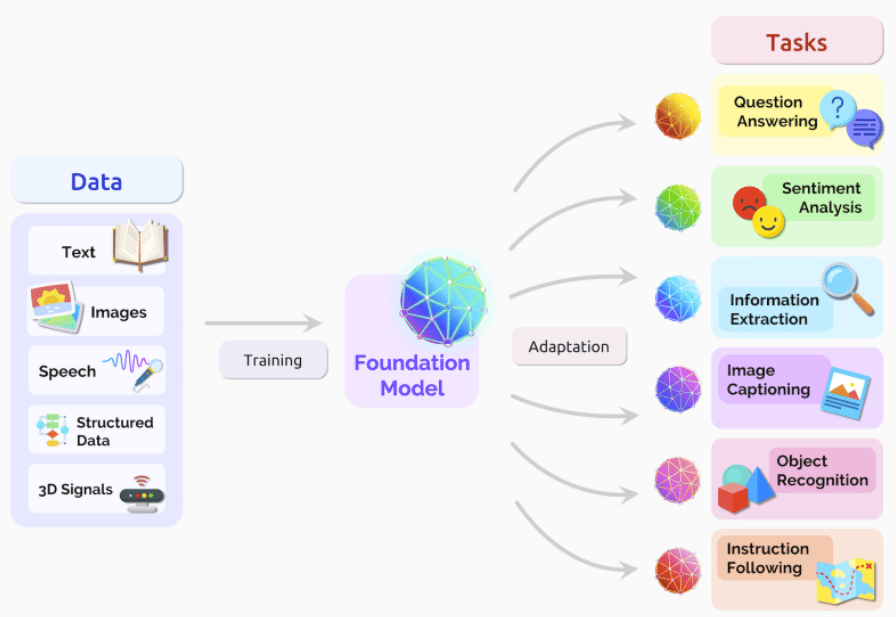 Data
Text
Images
Speech
Structured
Data
3D Signals
Training
Foundation
Model
Adaptation
Tasks
Question
Answering
?
Sentiment
Analysis
Information
Extraction
Image
Captioning
Object
Recognition
Instruction
Following